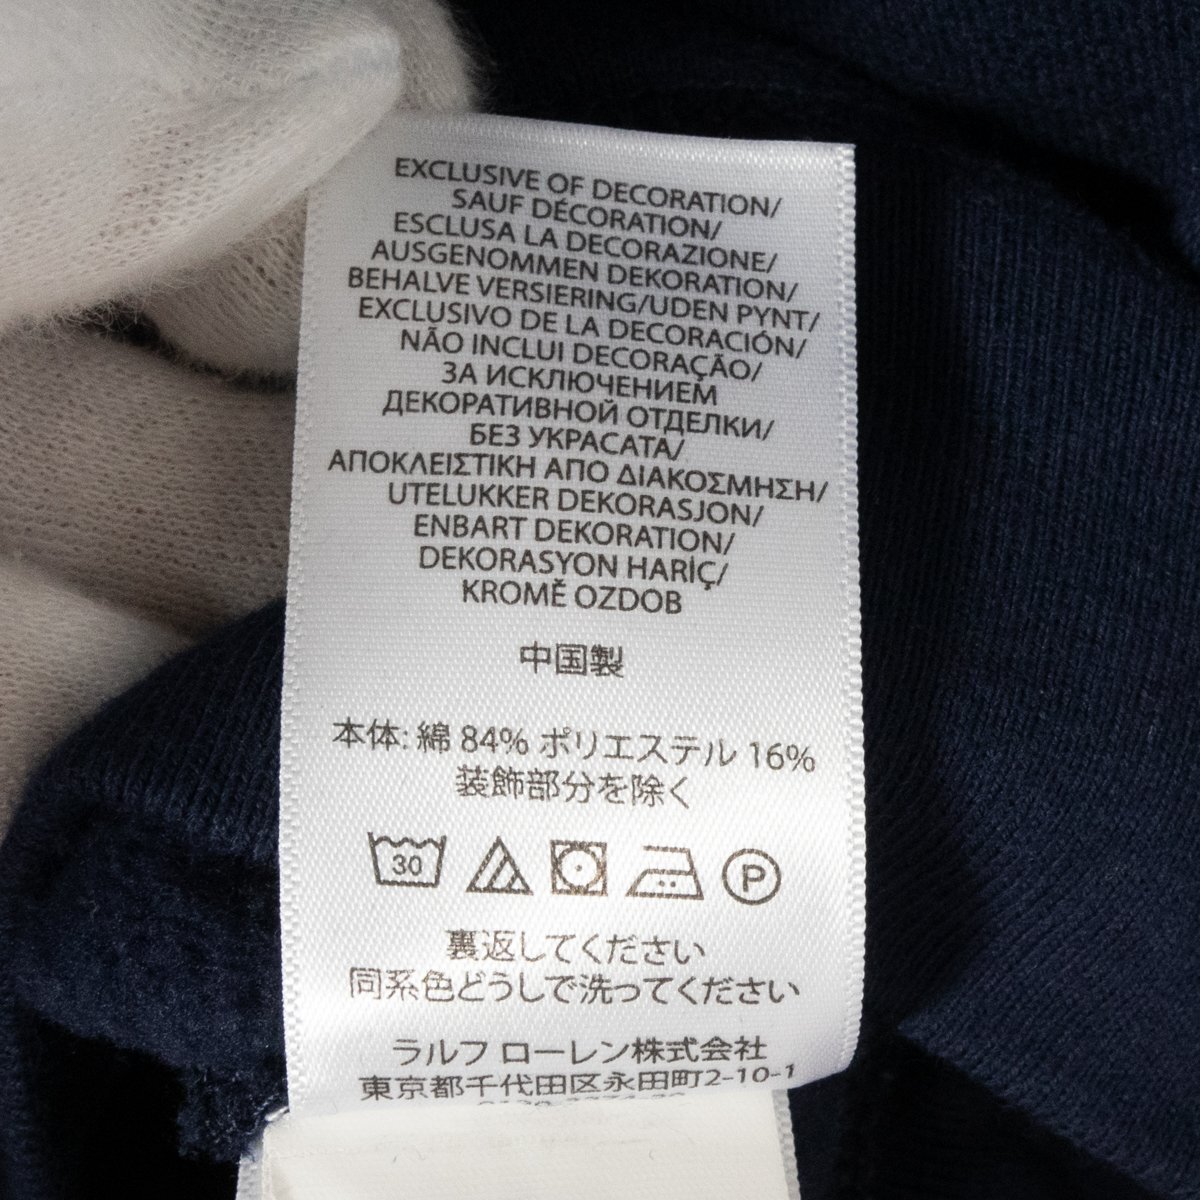 EXCLUSIVE OF DECORATION/
SAUF DÉCORATION/
ESCLUSA LA DECORAZIONE/
AUSGENOMMEN DEKORATION/
BEHALVE VERSIERING/UDEN PYNT/
EXCLUSIVO DE LA DECORACIÓN/
NÃO INCLUI DECORAÇÃO/
ЗА ИСКЛЮЧЕНИЕМ
ДЕКОРАТИВНОЙ ОТДЕЛКИ/
БЕЗ УКРАСАТА/
ΑΠΟΚΛΕΙΣΤΙΚΗ ΑΠΟ ΔΙΑΚΟΣΜΗΣΗ/
UTELUKKER DEKORASJON/
ENBART DEKORATION/
DEKORASYON HARİÇ/
KROMĚ OZDOB
中国製
本体: 綿 84% ポリエステル 16%
装飾部分を除く
30 P
裏返してください
同系色どうしで洗ってください
ラルフ ローレン株式会社
東京都千代田区永田町2-10-1